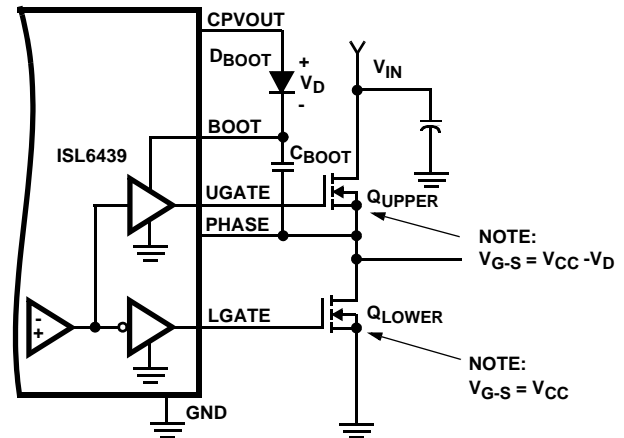 CPVOUT
DBOOT
+
VD
-
VIN
BOOT
CBOOT
ISL6439
UGATE
QUPPER
PHASE
NOTE:
VG-S = VCC -VD
-
+
LGATE
QLOWER
NOTE:
VG-S = VCC
GND